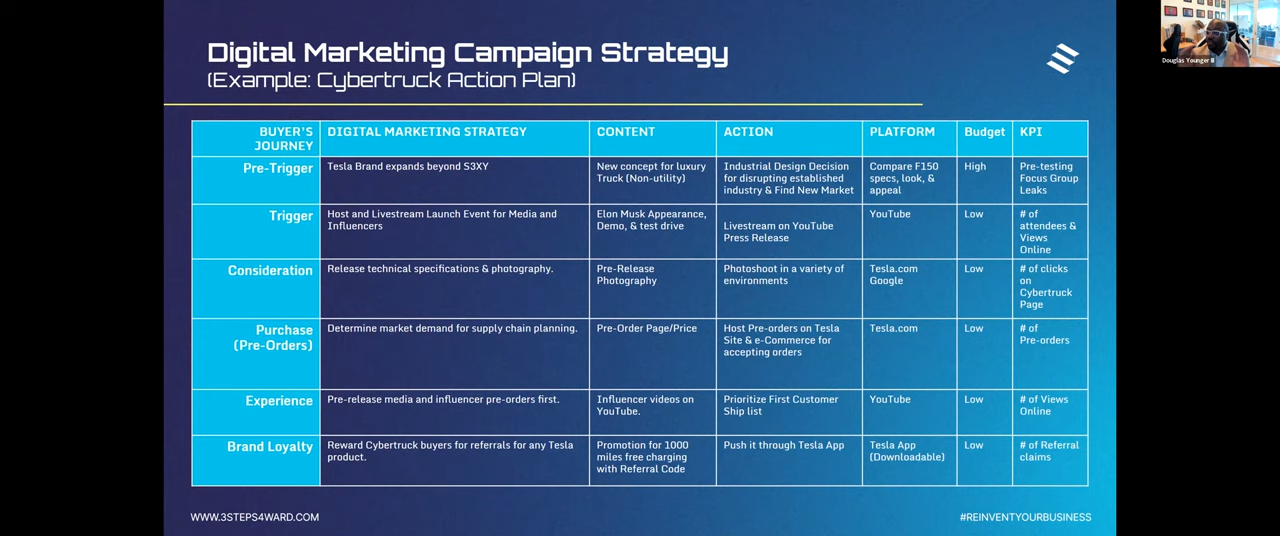 Digital Marketing Campaign Strategy
(Example: Cybertruck Action Plan)
Douglas Younger II
BUYER'S
JOURNEY
DIGITAL MARKETING STRATEGY
CONTENT
ACTION
PLATFORM
Budget
KPI
Pre-Trigger
Tesla Brand expands beyond S3XY
New concept for luxury
Truck (Non-utility)
Industrial Design Decision
for disrupting established
industry & Find New Market
Compare F150
specs, look, &
appeal
High
Pre-testing
Focus Group
Leaks
Trigger
Host and Livestream Launch Event for Media and
Influencers
Elon Musk Appearance,
Demo, & test drive
Livestream on YouTube
Press Release
YouTube
Low
# of
attendees &
Views
Online
Consideration
Release technical specifications & photography.
Pre-Release
Photography
Photoshoot in a variety of
environments
Tesla.com
Google
Low
# of clicks
on
Cybertruck
Page
Purchase
(Pre-Orders)
Determine market demand for supply chain planning.
Pre-Order Page/Price
Host Pre-orders on Tesla
Site & e-Commerce for
accepting orders
Tesla.com
Low
# of
Pre-orders
Experience
Pre-release media and influencer pre-orders first.
Influencer videos on
YouTube.
Prioritize First Customer
Ship list
YouTube
Low
# of Views
Online
Brand Loyalty
Reward Cybertruck buyers for referrals for any Tesla
product.
Promotion for 1000
miles free charging
with Referral Code
Push it through Tesla App
Tesla App
(Downloadable)
Low
# of Referral
claims
WWW.3STEPS4WARD.COM
#REINVENTYOURBUSINESS